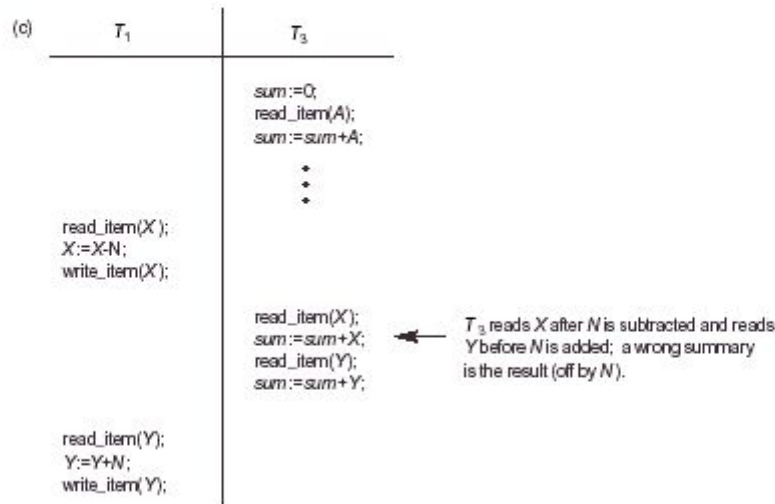 (c)
T1 T3
sum:=0;
read_item(A);
sum:=sum+A;
read_item(X);
X:=X-N;
write_item(X);
read_item(X);
sum:=sum+X;
read_item(Y);
sum:=sum+Y;
T3 reads X after N is subtracted and reads
Y before N is added; a wrong summary
is the result (off by N).
read_item(Y);
Y:=Y+N;
write_item(Y);